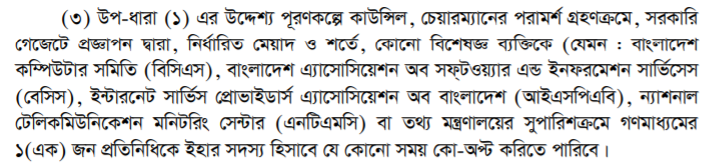 (৩) উপ-ধারা (১) এর উদ্দেশ্য পূরণকল্পে কাউন্সিল, চেয়ারম্যানের পরামর্শ গ্রহণক্রমে, সরকারি
গেজেটে প্রজ্ঞাপন দ্বারা, নির্ধারিত মেয়াদ ও শর্তে, কোনো বিশেষজ্ঞ ব্যক্তিকে (যেমন : বাংলাদেশ
কম্পিউটার সমিতি (বিসিএস), বাংলাদেশ এ্যাসোসিয়েশন অব সফ্‌টওয়্যার এন্ড ইনফরমেশন সার্ভিসেস
(বেসিস), ইন্টারনেট সার্ভিস প্রোভাইডার্স এ্যাসোসিয়েশন অব বাংলাদেশ (আইএসপিএবি), ন্যাশনাল
টেলিকমিউনিকেশন মনিটরিং সেন্টার (এনটিএমসি) বা তথ্য মন্ত্রণালয়ের সুপারিশক্রমে গণমাধ্যমের
১(এক) জন প্রতিনিধিকে ইহার সদস্য হিসাবে যে কোনো সময় কো-অপ্ট করিতে পারিবে।